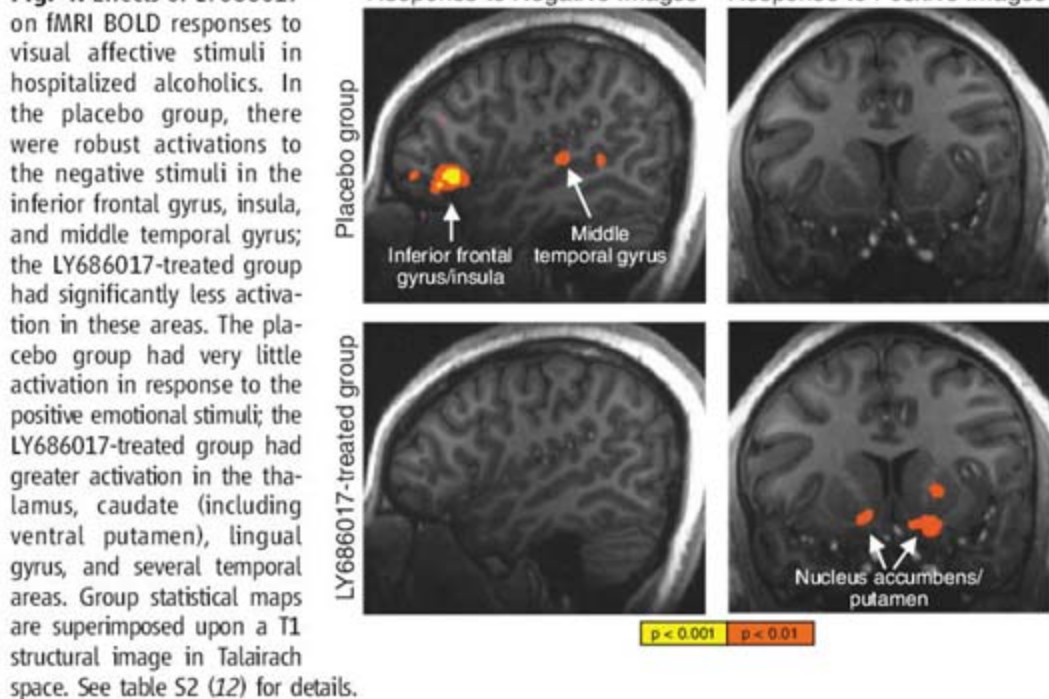 on fMRI BOLD responses to
visual affective stimuli in
hospitalized alcoholics. In
the placebo group, there
were robust activations to
the negative stimuli in the
inferior frontal gyrus, insula,
and middle temporal gyrus;
the LY686017-treated group
had significantly less activa-
tion in these areas. The pla-
cebo group had very little
activation in response to the
positive emotional stimuli; the
LY686017-treated group had
greater activation in the tha-
lamus, caudate (including
ventral putamen), lingual
gyrus, and several temporal
areas. Group statistical maps
are superimposed upon a T1
structural image in Talairach
space. See table S2 (12) for details.
Placebo group
Inferior frontal
gyrus/insula
Middle
temporal gyrus
LY686017-treated group
Nucleus accumbens/
putamen
p < 0.001 p < 0.01